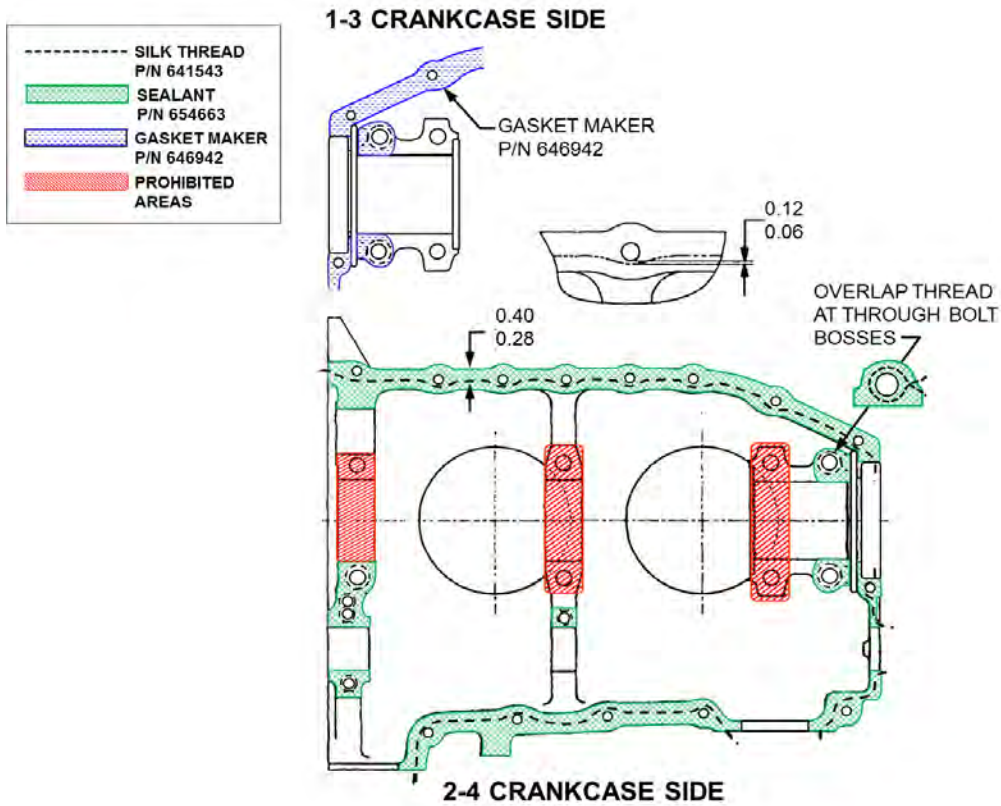 1-3 CRANKCASE SIDE
SILK THREAD
P/N 641543
SEALANT
P/N 654663
GASKET MAKER
P/N 646942
PROHIBITED
AREAS
GASKET MAKER
P/N 646942
0.12
0.06
OVERLAP THREAD
AT THROUGH BOLT
BOSSES
0.40
0.28
2-4 CRANKCASE SIDE